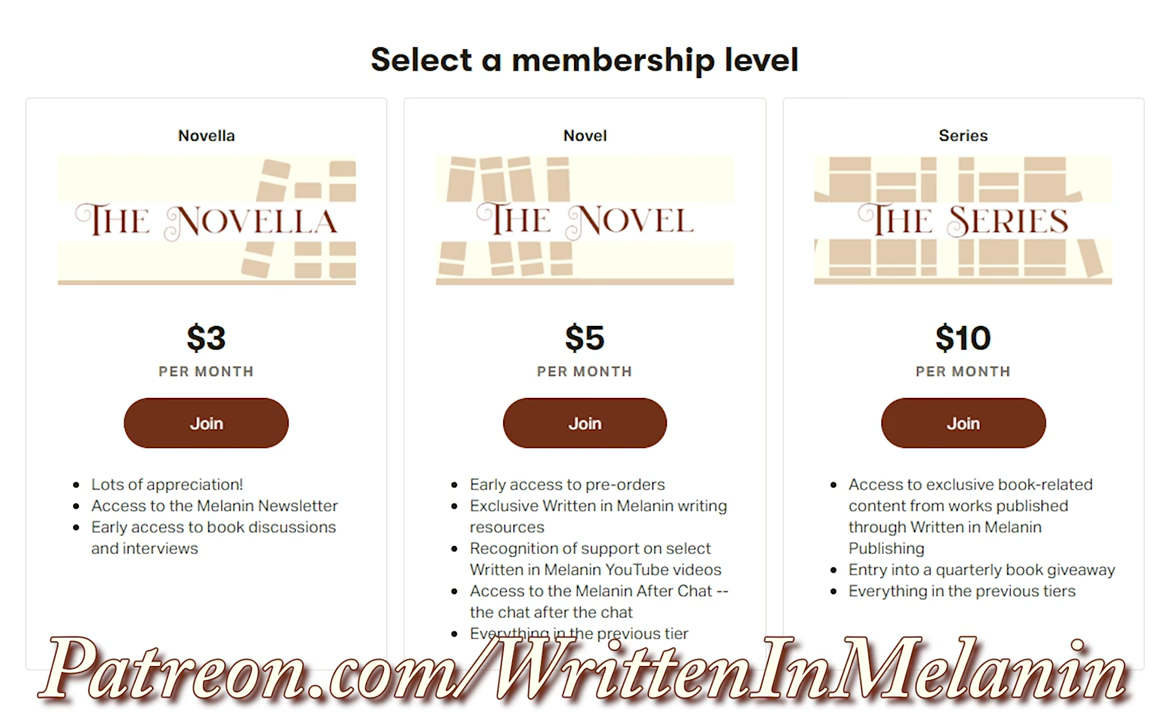 Select a membership level
Novella
THE NOVELLA
$3
PER MONTH
Join
Lots of appreciation!
Access to the Melanin Newsletter
Early access to book discussions
and interviews
Novel
THE NOVEL
$5
PER MONTH
Join
Early access to pre-orders
Exclusive Written in Melanin writing
resources
Recognition of support on select
Written in Melanin YouTube videos
Access to the Melanin After Chat --
the chat after the chat
Everything in the previous tier
Series
THE SERIES
$10
PER MONTH
Join
Access to exclusive book-related
content from works published
through Written in Melanin
Publishing
Entry into a quarterly book giveaway
Everything in the previous tiers
Patreon.com/WrittenInMelanin